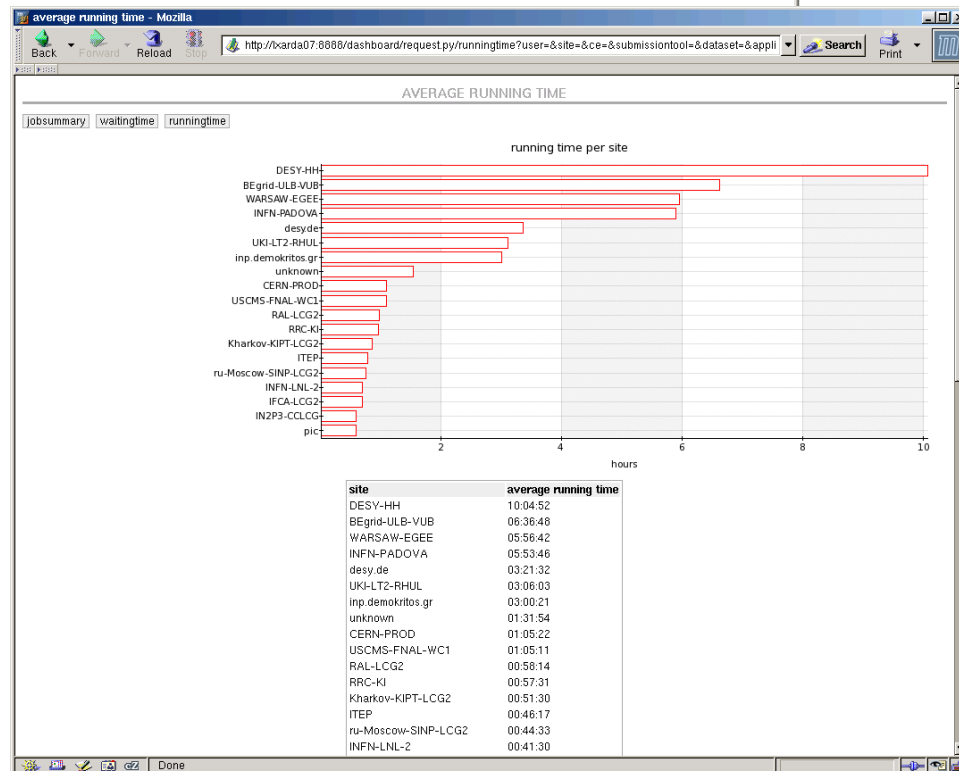 average running time - Mozilla
Back Forward Reload Stop http://lxarda07:8888/dashboard/request.py/runningtime?user=&site=&ce=&submissiontool=&dataset=&appli Search Print
AVERAGE RUNNING TIME
jobsummary waitingtime runningtime
running time per site
DESY-HH
BEgrid-ULB-VUB
WARSAW-EGEE
INFN-PADOVA
desy.de
UKI-LT2-RHUL
inp.demokritos.gr
unknown
CERN-PROD
USCMS-FNAL-WC1
RAL-LCG2
RRC-KI
Kharkov-KIPT-LCG2
ITEP
ru-Moscow-SINP-LCG2
INFN-LNL-2
IFCA-LCG2
IN2P3-CCLCG
pic
2 4 6 8 10
hours
site average running time
DESY-HH 10:04:52
BEgrid-ULB-VUB 06:36:48
WARSAW-EGEE 05:56:42
INFN-PADOVA 05:53:46
desy.de 03:21:32
UKI-LT2-RHUL 03:06:03
inp.demokritos.gr 03:00:21
unknown 01:31:54
CERN-PROD 01:05:22
USCMS-FNAL-WC1 01:05:11
RAL-LCG2 00:58:14
RRC-KI 00:57:31
Kharkov-KIPT-LCG2 00:51:30
ITEP 00:46:17
ru-Moscow-SINP-LCG2 00:44:33
INFN-LNL-2 00:41:30
Done